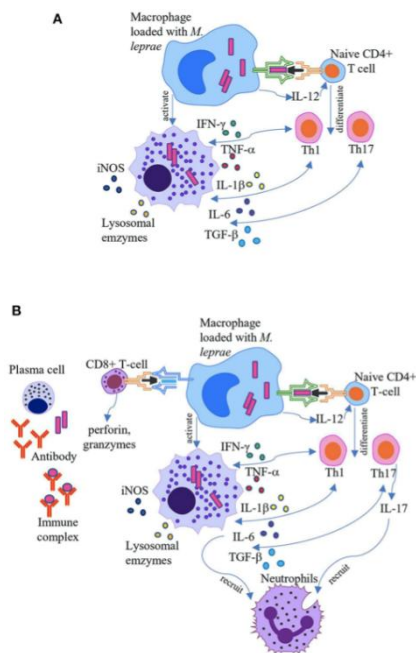 A
Macrophage
loaded with M.
leprae
Naive CD4+
T cell
IL-12
activate
differentiate
IFN-γ
TNF-α
Th1
Th17
iNOS
IL-1β
IL-6
Lysosomal
emzymes
TGF-β
B
Macrophage
loaded with M.
leprae
CD8+ T-cell
Naive CD4+
T-cell
Plasma cell
IL-12
perforin,
granzymes
activate
differentiate
Antibody
IFN-γ
TNF-α
Th1
Th17
iNOS
IL-1β
IL-17
Immune
complex
Lysosomal
enzymes
IL-6
TGF-β
recruit
Neutrophils
recruit